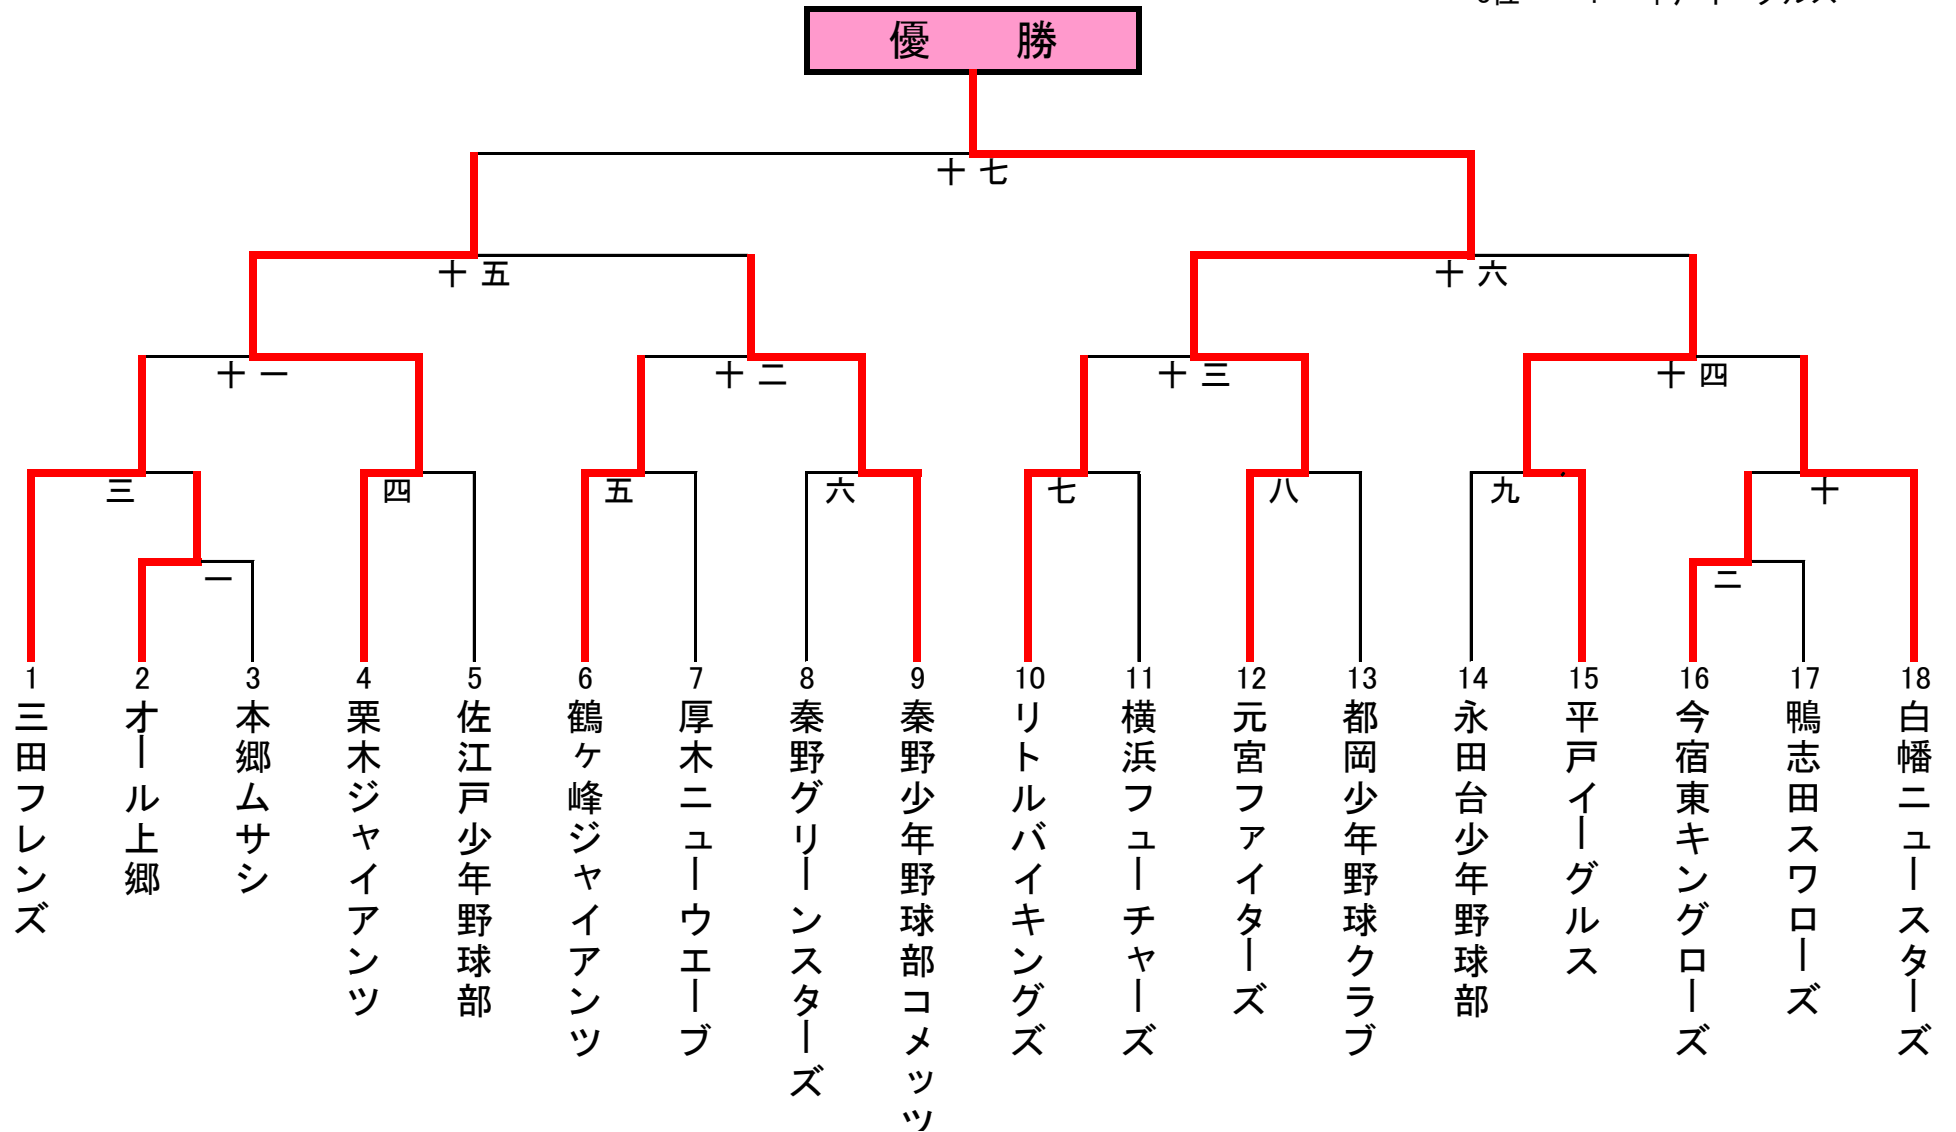 優 勝
十七
十五
十六
十一
十二
十三
十四
三
四
五
六
七
八
九
十
一
二
1 三田フレンズ
2 オール上郷
3 本郷ムサシ
4 栗木ジャイアンツ
5 佐江戸少年野球部
6 鶴ヶ峰ジャイアンツ
7 厚木ニューウエーブ
8 秦野グリーンスターズ
9 秦野少年野球部コメッツ
10 リトルバイキングズ
11 横浜フューチャーズ
12 元宮ファイターズ
13 都岡少年野球クラブ
14 永田台少年野球部
15 平戸イーグルス
16 今宿東キングローズ
17 鴨志田スワローズ
18 白幡ニュースターズ